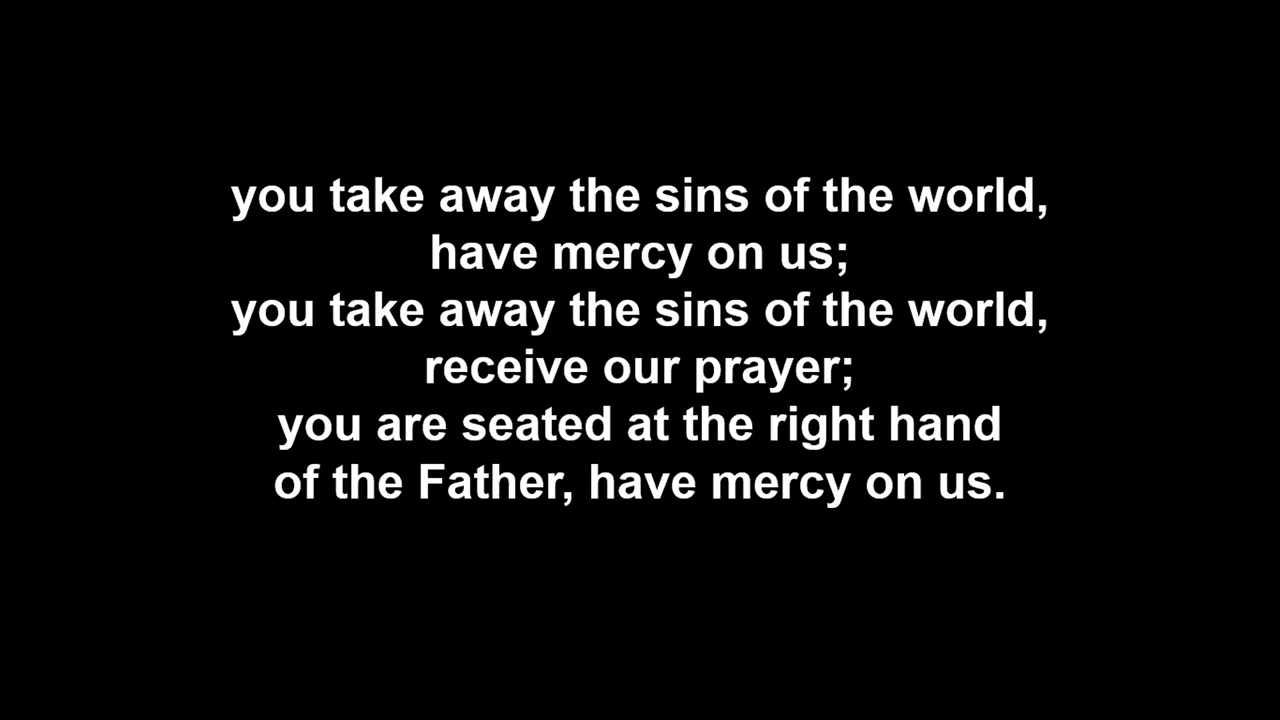 you take away the sins of the world,
have mercy on us;
you take away the sins of the world,
receive our prayer;
you are seated at the right hand
of the Father, have mercy on us.